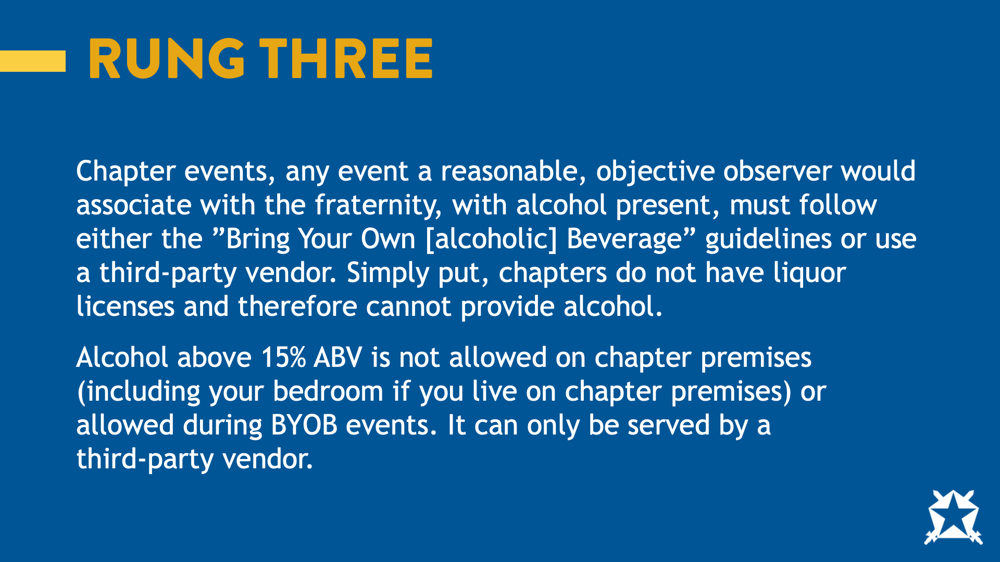 RUNG THREE
Chapter events, any event a reasonable, objective observer would
associate with the fraternity, with alcohol present, must follow
either the ”Bring Your Own [alcoholic] Beverage” guidelines or use
a third-party vendor. Simply put, chapters do not have liquor
licenses and therefore cannot provide alcohol.
Alcohol above 15% ABV is not allowed on chapter premises
(including your bedroom if you live on chapter premises) or
allowed during BYOB events. It can only be served by a
third-party vendor.